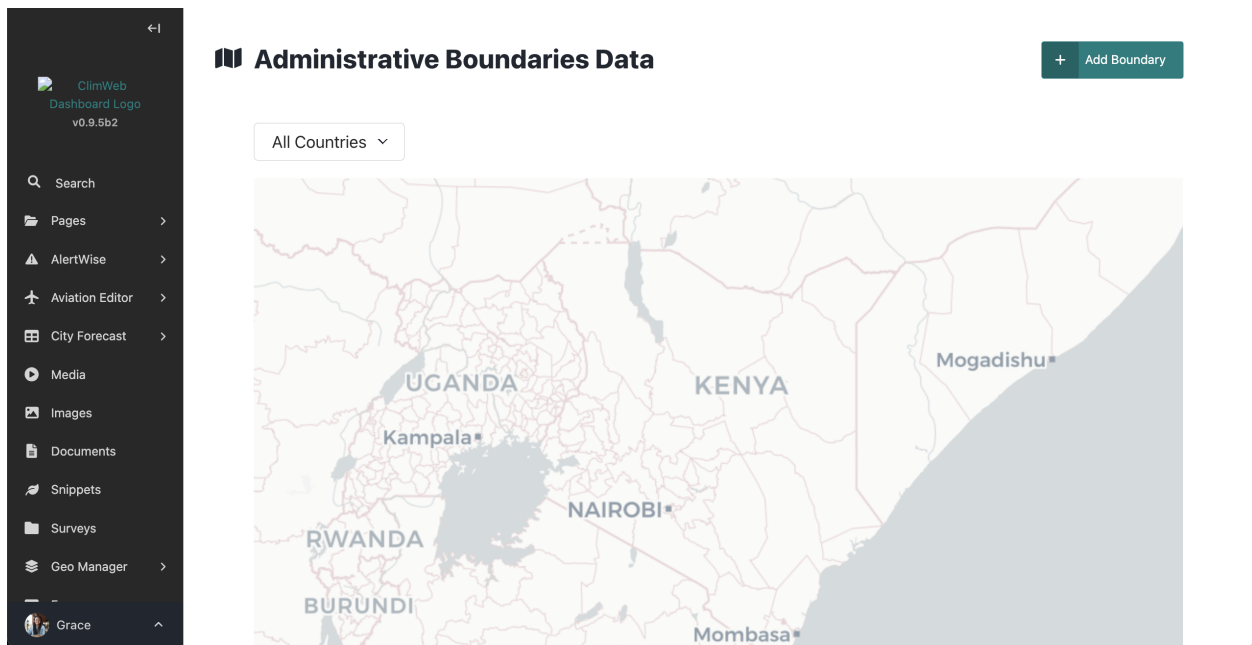 ClimWeb
Dashboard Logo
v0.9.5b2
Search
Pages
AlertWise
Aviation Editor
City Forecast
Media
Images
Documents
Snippets
Surveys
Geo Manager
Grace
Administrative Boundaries Data
+ Add Boundary
All Countries
Mogadishu
UGANDA
KENYA
Kampala
NAIROBI
RWANDA
BURUNDI
Mombasa